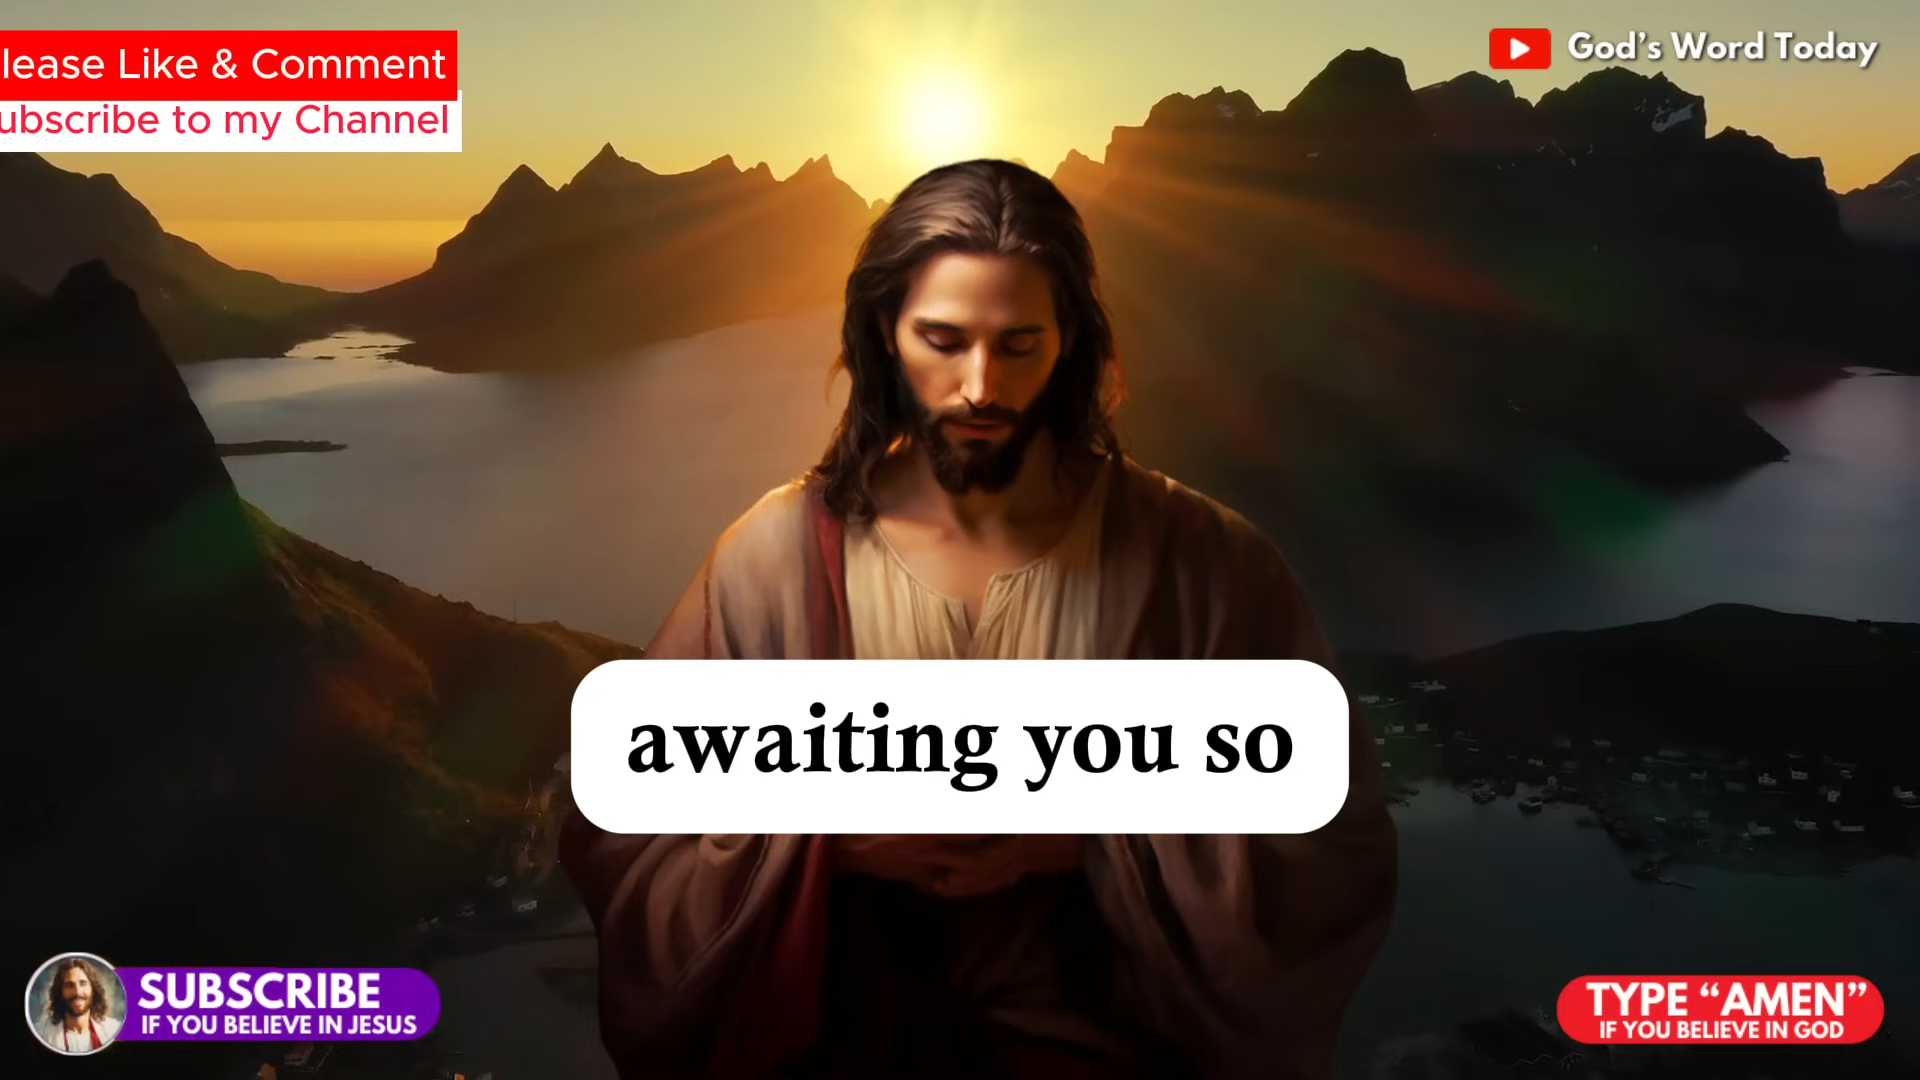 lease Like & Comment
ubscribe to my Channel
God's Word Today
awaiting you so
SUBSCRIBE
IF YOU BELIEVE IN JESUS
TYPE “AMEN”
IF YOU BELIEVE IN GOD